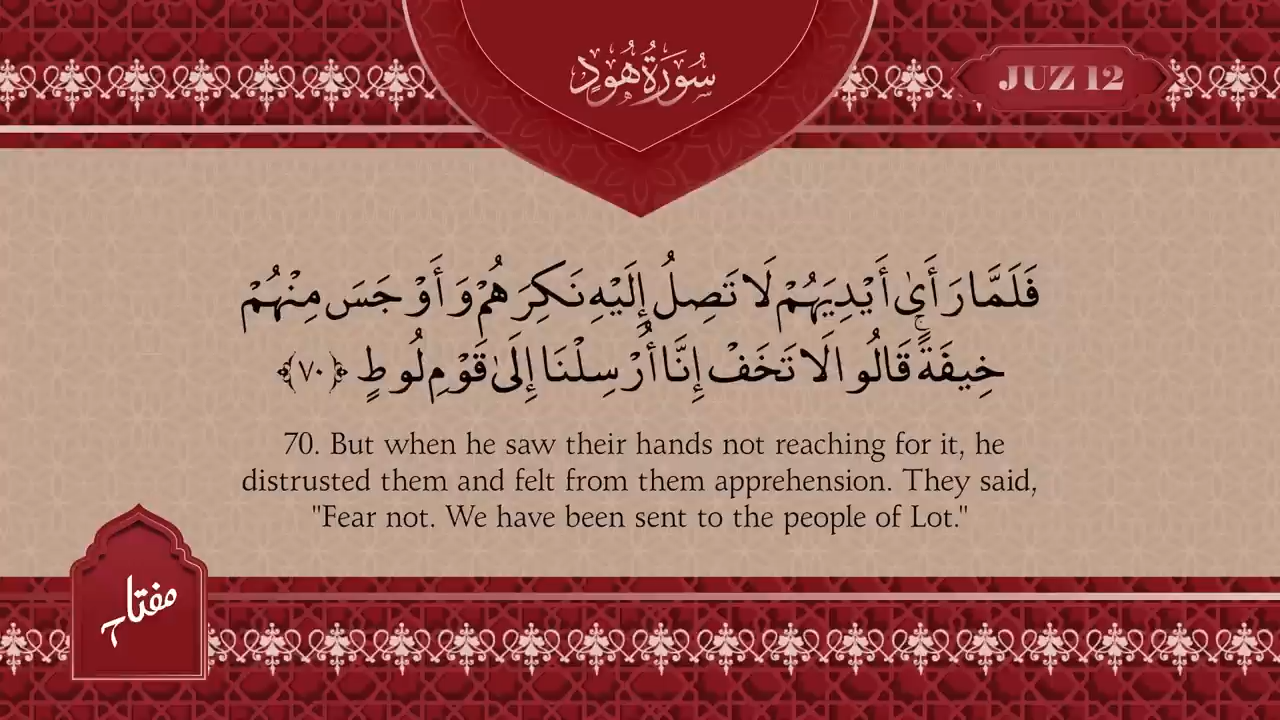 سُورَةُ هُودٍ
JUZ 12
فَلَمَّا رَأَىٰ أَيْدِيَهُمْ لَا تَصِلُ إِلَيْهِ نَكِرَهُمْ وَأَوْجَسَ مِنْهُمْ
خِيفَةً ۚ قَالُوا لَا تَخَفْ إِنَّا أُرْسِلْنَا إِلَىٰ قَوْمِ لُوطٍ ﴿٧٠﴾
70. But when he saw their hands not reaching for it, he
distrusted them and felt from them apprehension. They said,
"Fear not. We have been sent to the people of Lot."
مفتاح